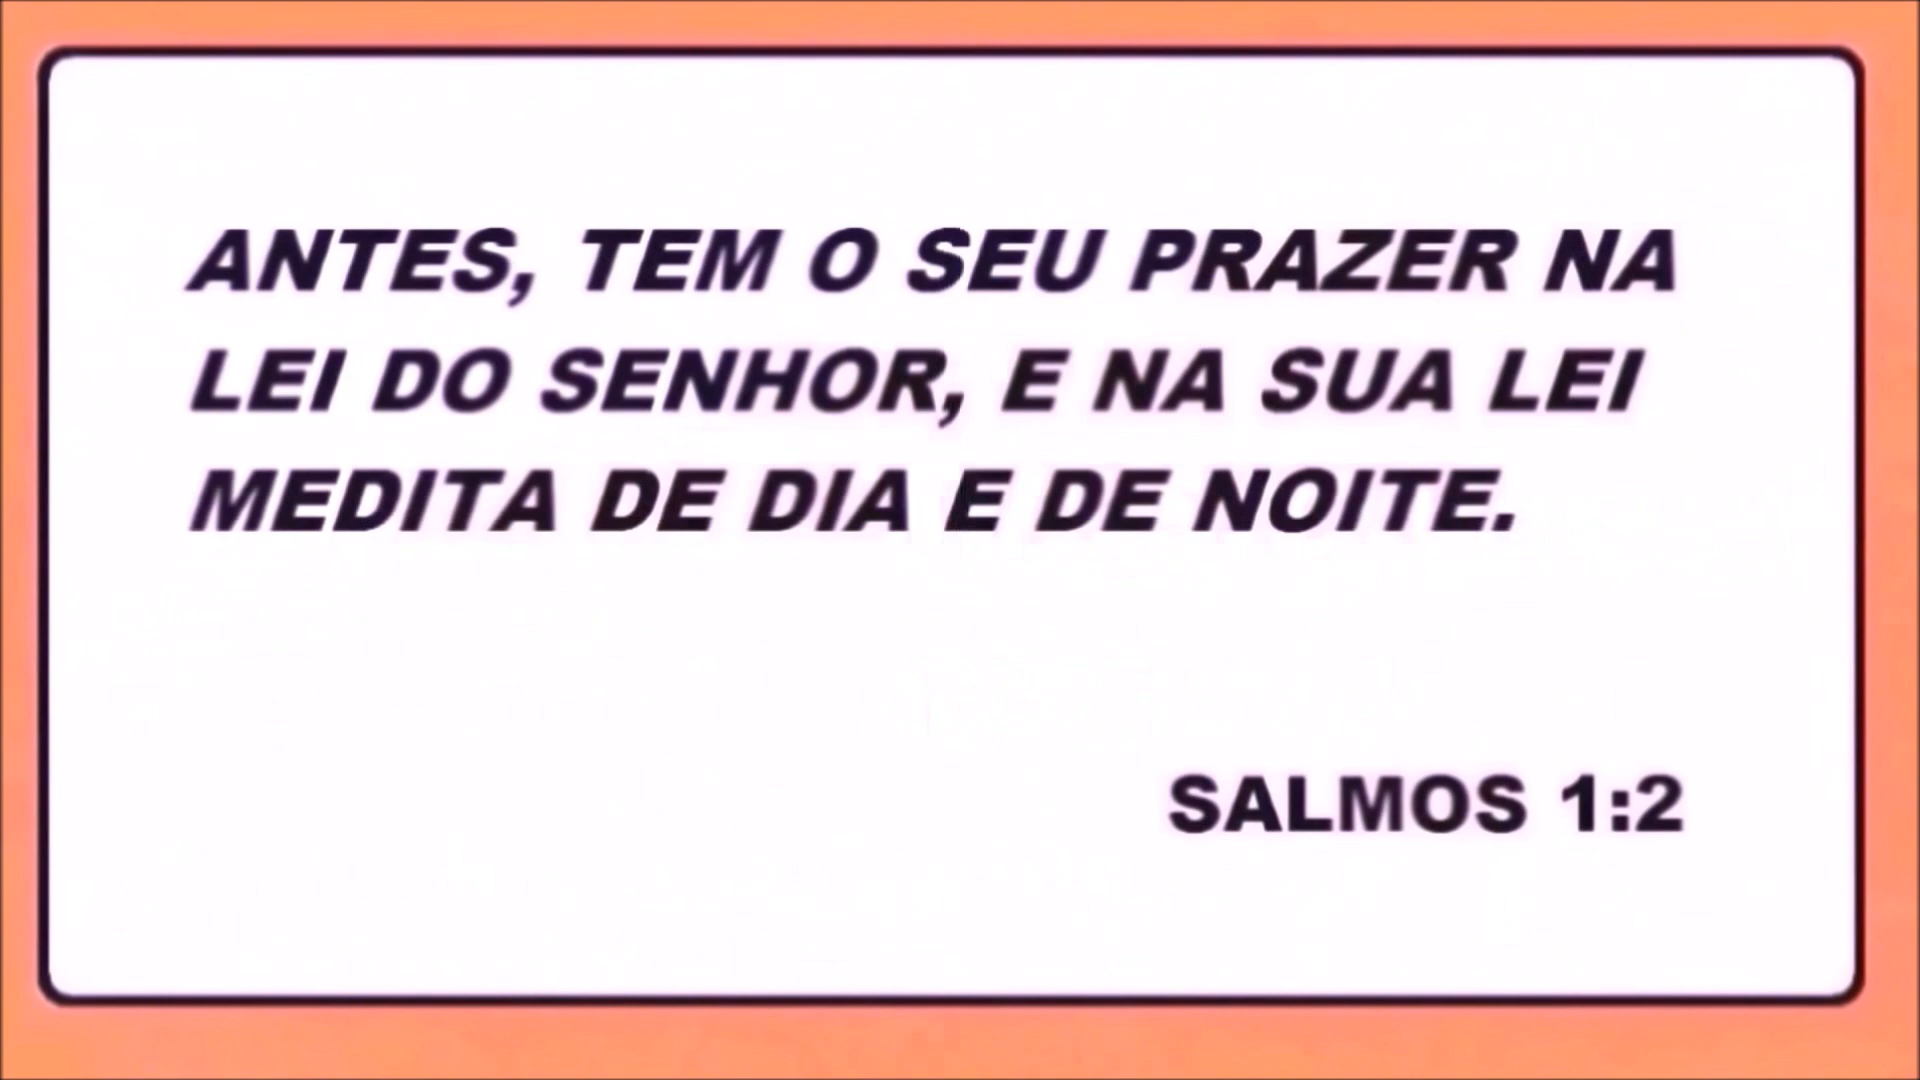 ANTES, TEM O SEU PRAZER NA
LEI DO SENHOR, E NA SUA LEI
MEDITA DE DIA E DE NOITE.
SALMOS 1:2